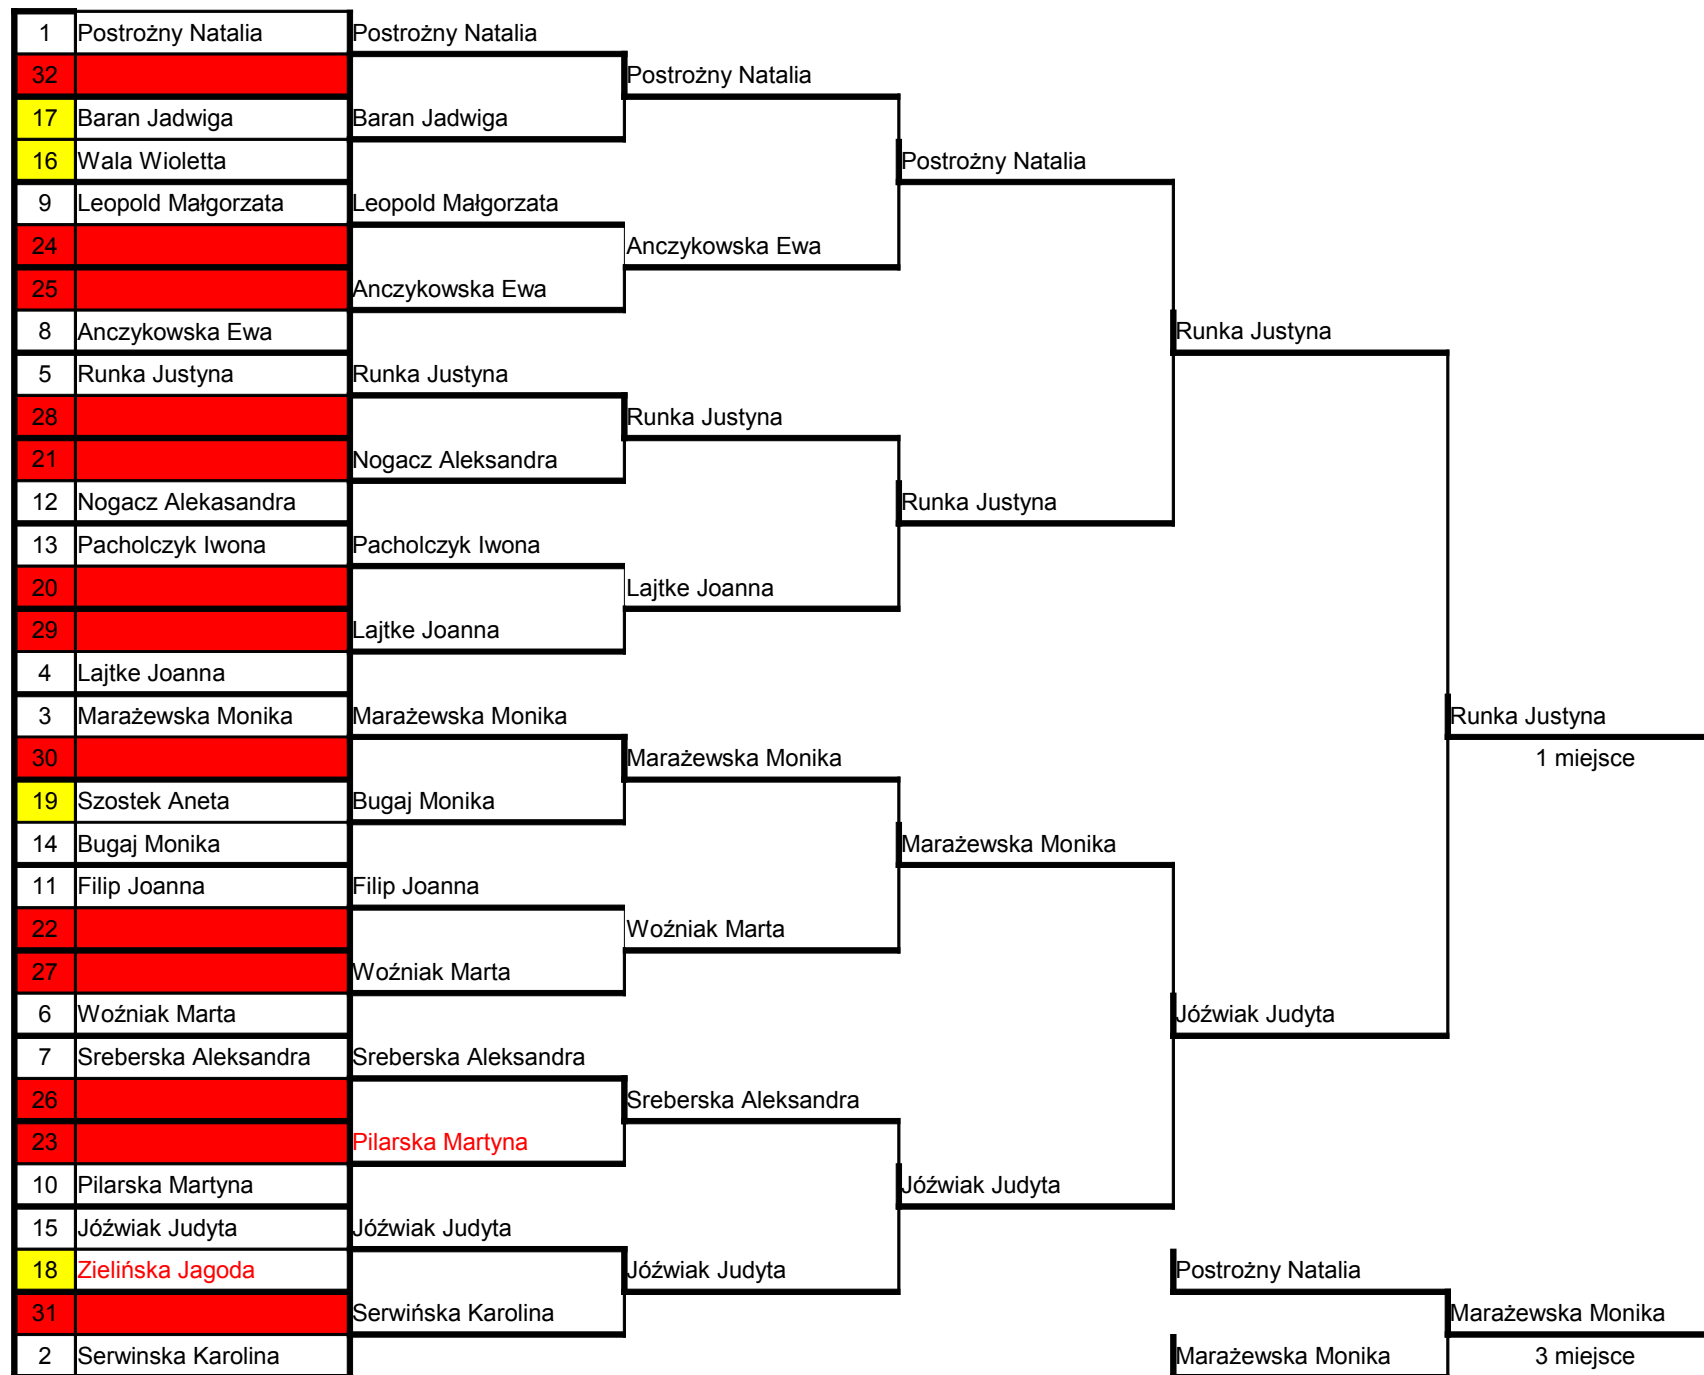 1 Postrożny Natalia Postrożny Natalia
32 Postrożny Natalia
17 Baran Jadwiga Baran Jadwiga
16 Wala Wioletta Postrożny Natalia
9 Leopold Małgorzata Leopold Małgorzata
24 Anczykowska Ewa
25 Anczykowska Ewa
8 Anczykowska Ewa Runka Justyna
5 Runka Justyna Runka Justyna
28 Runka Justyna
21 Nogacz Aleksandra
12 Nogacz Alekasandra Runka Justyna
13 Pacholczyk Iwona Pacholczyk Iwona
20 Lajtke Joanna
29 Lajtke Joanna
4 Lajtke Joanna
3 Marażewska Monika Marażewska Monika Runka Justyna
30 Marażewska Monika 1 miejsce
19 Szostek Aneta Bugaj Monika
14 Bugaj Monika Marażewska Monika
11 Filip Joanna Filip Joanna
22 Woźniak Marta
27 Woźniak Marta
6 Woźniak Marta Jóźwiak Judyta
7 Sreberska Aleksandra Sreberska Aleksandra
26 Sreberska Aleksandra
23 Pilarska Martyna
10 Pilarska Martyna Jóźwiak Judyta
15 Jóźwiak Judyta Jóźwiak Judyta
18 Zielińska Jagoda Jóźwiak Judyta Postrożny Natalia
31 Serwińska Karolina Marażewska Monika
2 Serwinska Karolina Marażewska Monika 3 miejsce